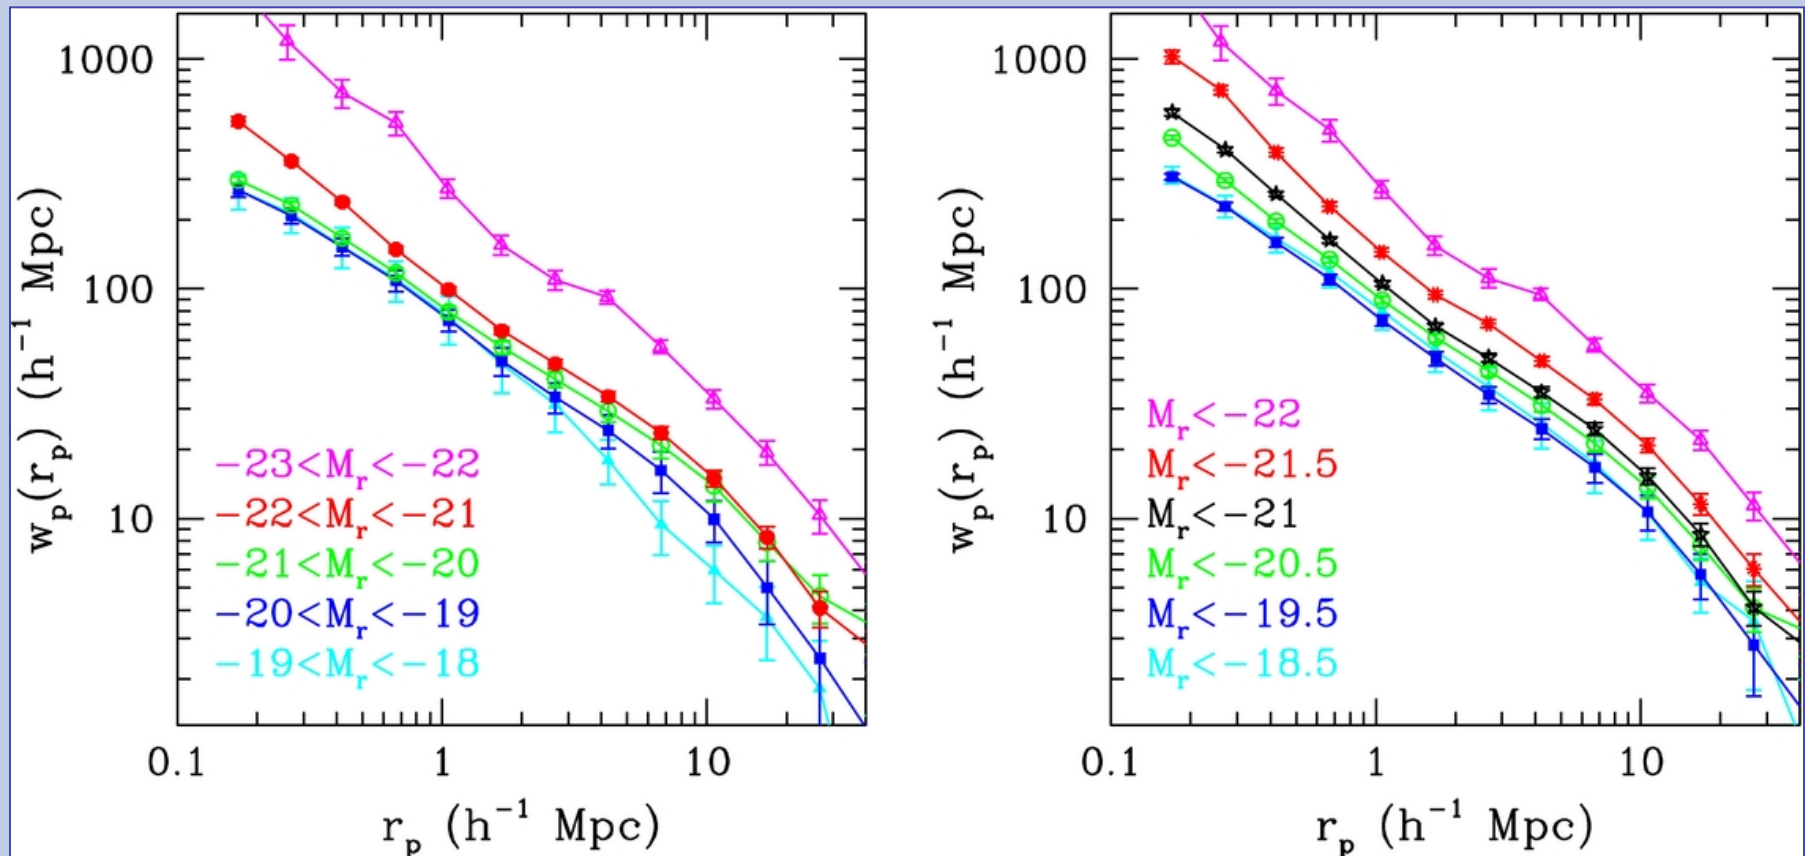 1000
100
10
w_p(r_p) (h^{-1} Mpc)
-23<M_r<-22
-22<M_r<-21
-21<M_r<-20
-20<M_r<-19
-19<M_r<-18
0.1 1 10
r_p (h^{-1} Mpc)
1000
100
10
w_p(r_p) (h^{-1} Mpc)
M_r<-22
M_r<-21.5
M_r<-21
M_r<-20.5
M_r<-19.5
M_r<-18.5
0.1 1 10
r_p (h^{-1} Mpc)